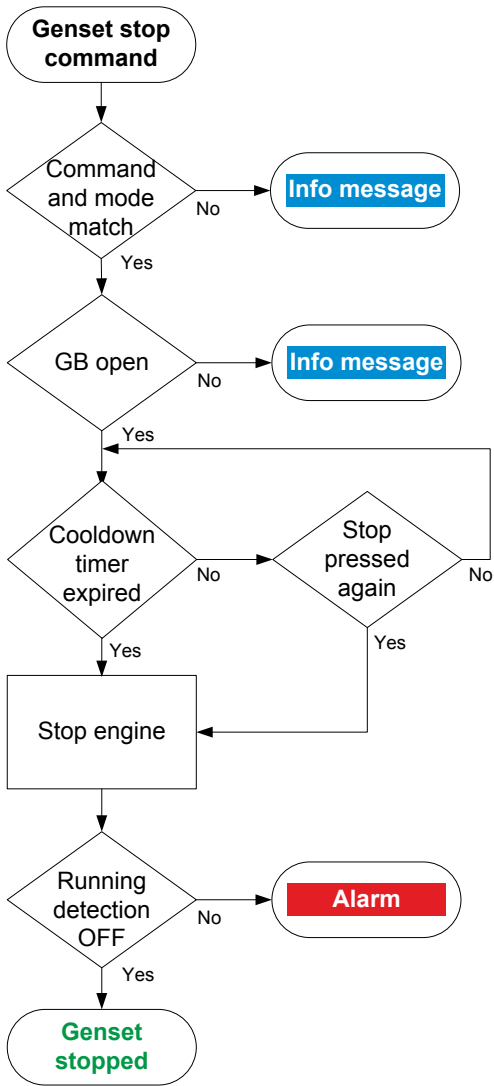 Genset stop
command
Command
and mode
match
No
Info message
Yes
GB open
No
Info message
Yes
Cooldown
timer
expired
No
Stop
pressed
again
No
Yes
Yes
Stop engine
Running
detection
OFF
No
Alarm
Yes
Genset
stopped